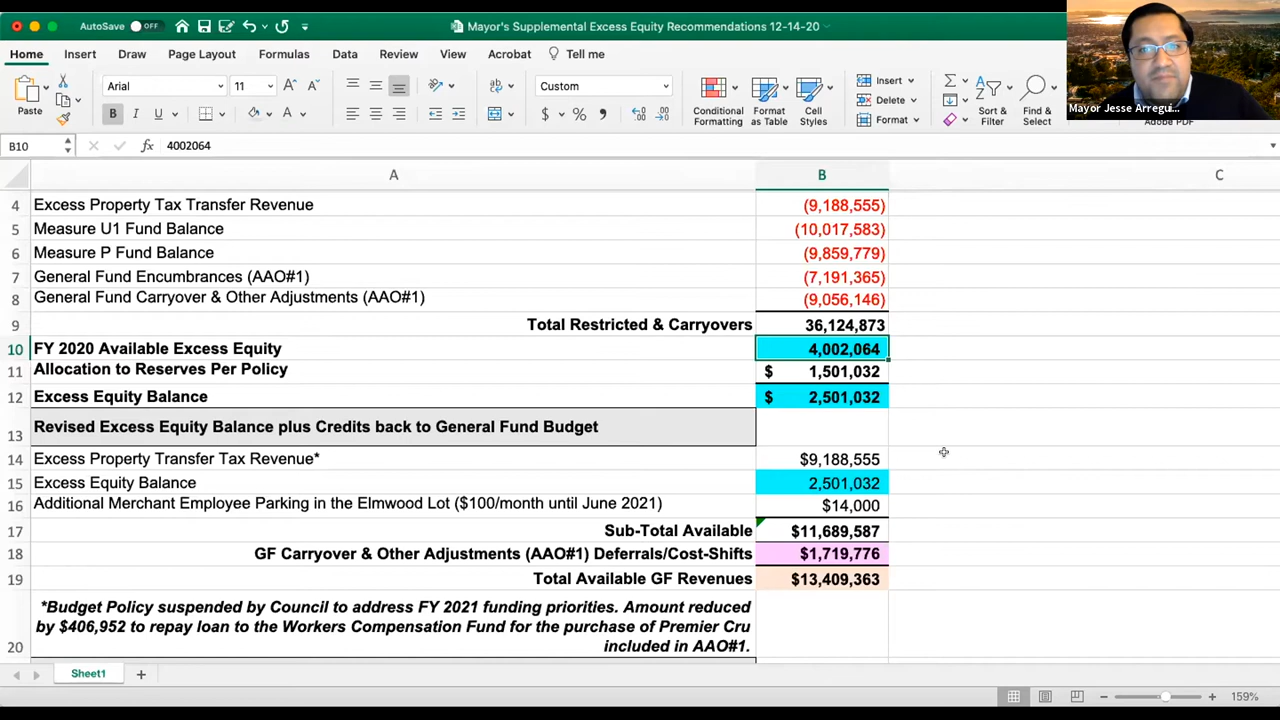 AutoSave OFF
Mayor's Supplemental Excess Equity Recommendations 12-14-20
Home Insert Draw Page Layout Formulas Data Review View Acrobat Tell me
Paste
Arial 11
B I U
Custom
$ % 9
Conditional Formatting
Format as Table
Cell Styles
Insert
Delete
Format
Sort & Filter
Find & Select
Adobe PDF
Mayor Jesse Arregui...
B10 fx 4002064
A B C
4 Excess Property Tax Transfer Revenue (9,188,555)
5 Measure U1 Fund Balance (10,017,583)
6 Measure P Fund Balance (9,859,779)
7 General Fund Encumbrances (AAO#1) (7,191,365)
8 General Fund Carryover & Other Adjustments (AAO#1) (9,056,146)
9 Total Restricted & Carryovers 36,124,873
10 FY 2020 Available Excess Equity 4,002,064
11 Allocation to Reserves Per Policy $ 1,501,032
12 Excess Equity Balance $ 2,501,032
13 Revised Excess Equity Balance plus Credits back to General Fund Budget
14 Excess Property Transfer Tax Revenue* $9,188,555
15 Excess Equity Balance 2,501,032
16 Additional Merchant Employee Parking in the Elmwood Lot ($100/month until June 2021) $14,000
17 Sub-Total Available $11,689,587
18 GF Carryover & Other Adjustments (AAO#1) Deferrals/Cost-Shifts $1,719,776
19 Total Available GF Revenues $13,409,363
*Budget Policy suspended by Council to address FY 2021 funding priorities. Amount reduced
by $406,952 to repay loan to the Workers Compensation Fund for the purchase of Premier Cru
20 included in AAO#1.
Sheet1 +
159%